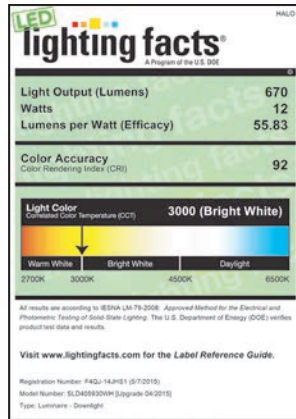 LED
HALO
lighting facts®
A Program of the U.S. DOE
Light Output (Lumens) 670
Watts 12
Lumens per Watt (Efficacy) 55.83
Color Accuracy 92
Color Rendering Index (CRI)
Light Color 3000 (Bright White)
Correlated Color Temperature (CCT)
Warm White Bright White Daylight
2700K 3000K 4500K 6500K
All results are according to IESNA LM-79-2008: Approved Method for the Electrical and
Photometric Testing of Solid-State Lighting. The U.S. Department of Energy (DOE) verifies
product test data and results.
Visit www.lightingfacts.com for the Label Reference Guide.
Registration Number: F4QJ-14JHS1 (5/7/2015)
Model Number: SLD405930WH [Upgrade 04/2015]
Type: Luminaire - Downlight